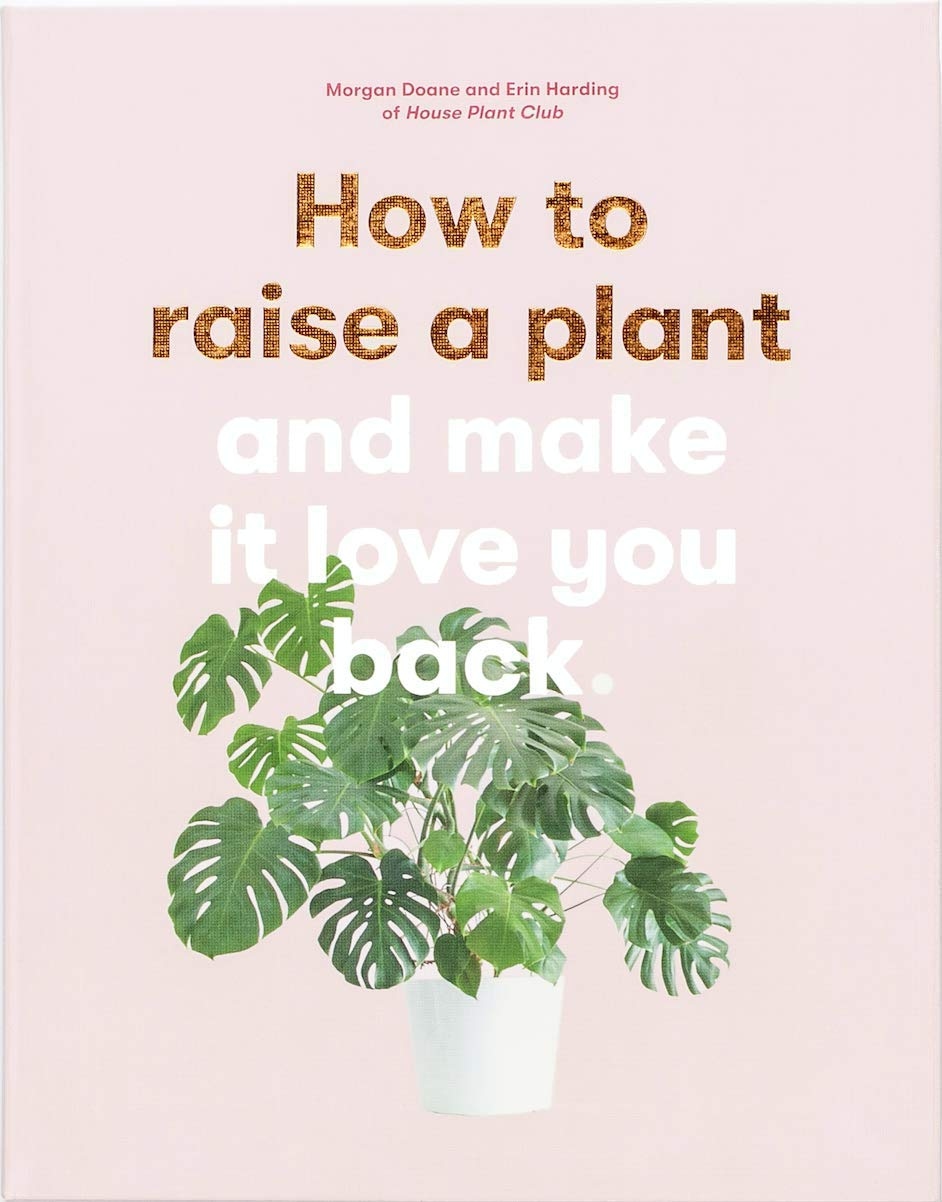 Morgan Doane and Erin Harding
of House Plant Club
How to
raise a plant
and make
it love you
back.